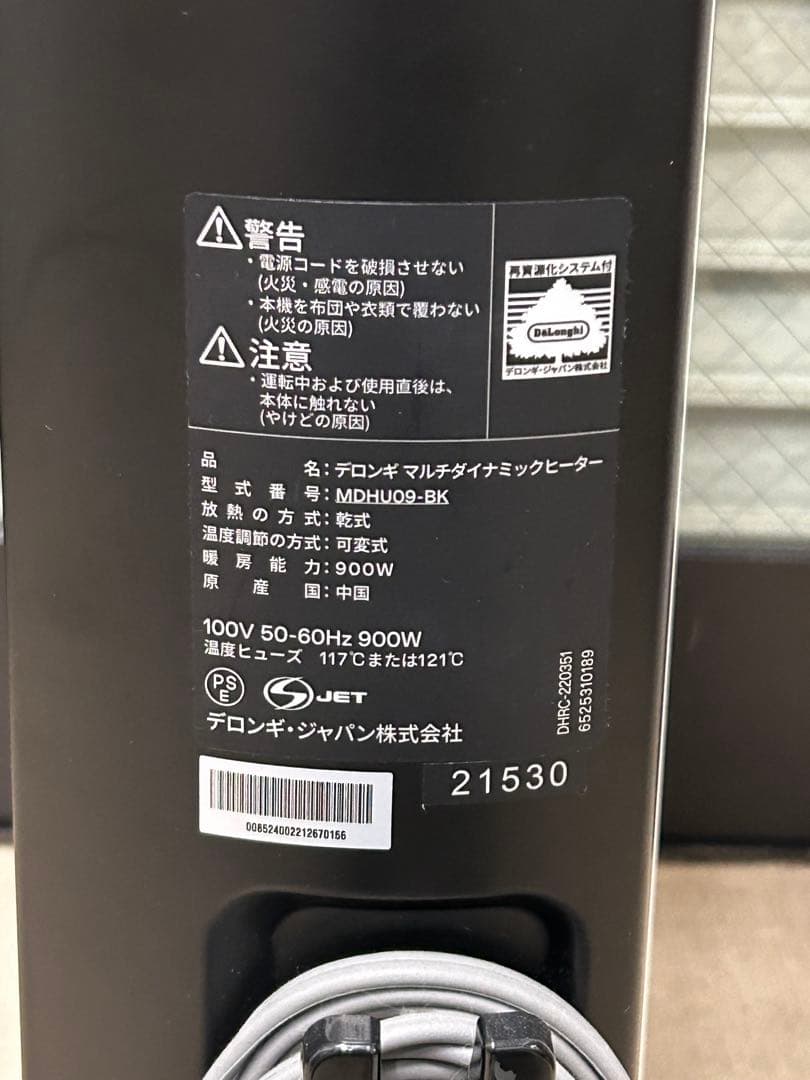 警告
・電源コードを破損させない
(火災・感電の原因)
・本機を布団や衣類で覆わない
(火災の原因)
注意
・運転中および使用直後は、
本体に触れない
(やけどの原因)
再資源化システム付
DeLonghi
デロンギ・ジャパン株式会社
品名：デロンギ マルチダイナミックヒーター
型式番号：MDHU09-BK
放熱の方式：乾式
温度調節の方式：可変式
暖房能力：900W
原産国：中国
100V 50-60Hz 900W
温度ヒューズ 117℃または121℃
PS
E
S JET
デロンギ・ジャパン株式会社
DHRC-220351
6525310189
21530
008524002212670166